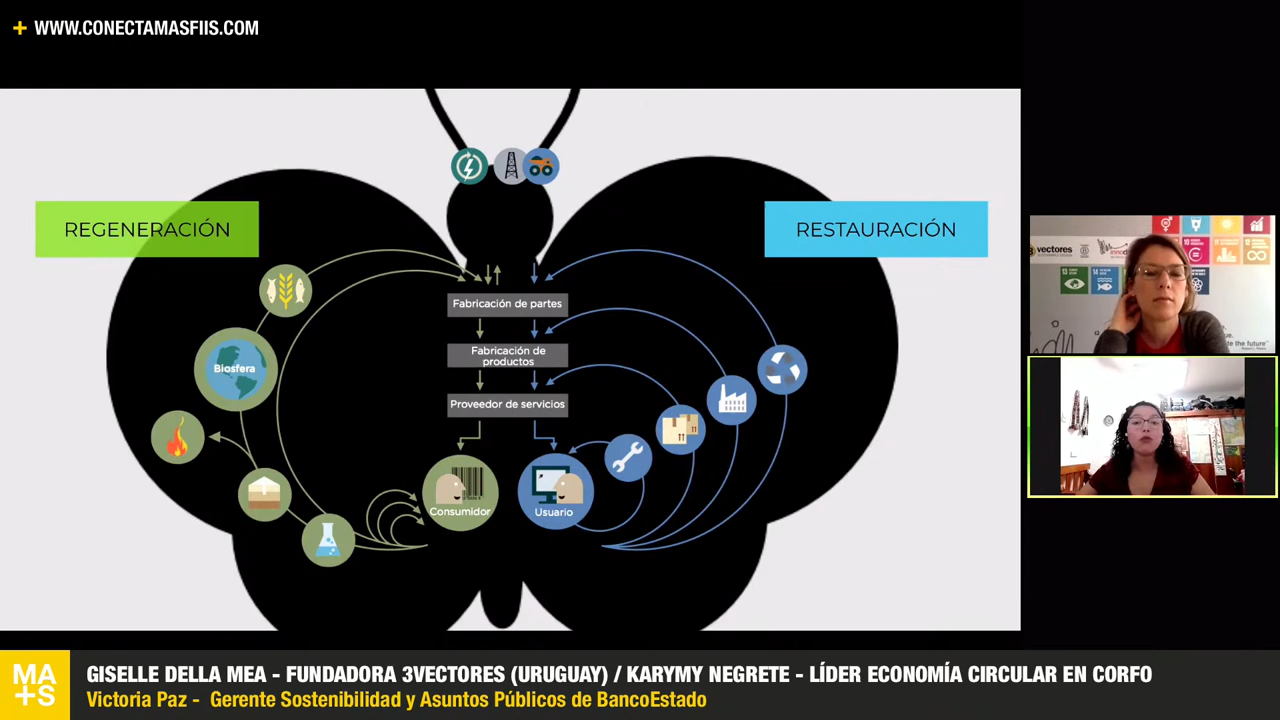 + WWW.CONECTAMASFIIS.COM
REGENERACIÓN
RESTAURACIÓN
Fabricación de partes
Fabricación de
productos
Proveedor de servicios
Biosfera
Consumidor
Usuario
vectores
MA
+S
GISELLE DELLA MEA - FUNDADORA 3VECTORES (URUGUAY) / KARYMY NEGRETE - LÍDER ECONOMÍA CIRCULAR EN CORFO
Victoria Paz - Gerente Sostenibilidad y Asuntos Públicos de BancoEstado